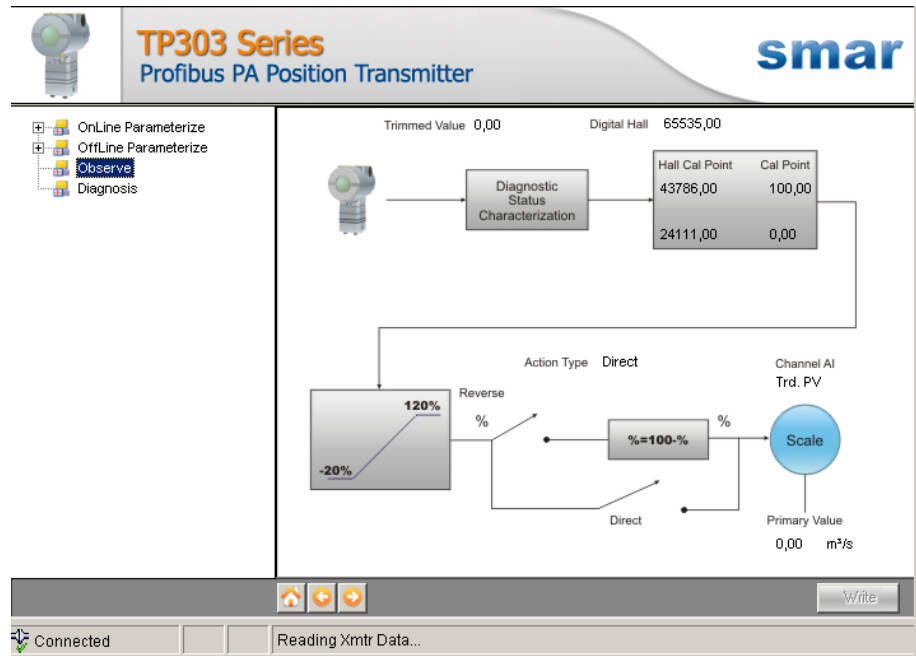 TP303 Series
Profibus PA Position Transmitter
smar
OnLine Parameterize
OffLine Parameterize
Observe
Diagnosis
Trimmed Value 0,00 Digital Hall 65535,00
Diagnostic
Status
Characterization
Hall Cal Point Cal Point
43786,00 100,00
24111,00 0,00
Action Type Direct
Channel AI
Trd. PV
120%
-20%
Reverse
%
%=100-%
%
Scale
Direct
Primary Value
0,00 m³/s
Write
Connected
Reading Xmtr Data...